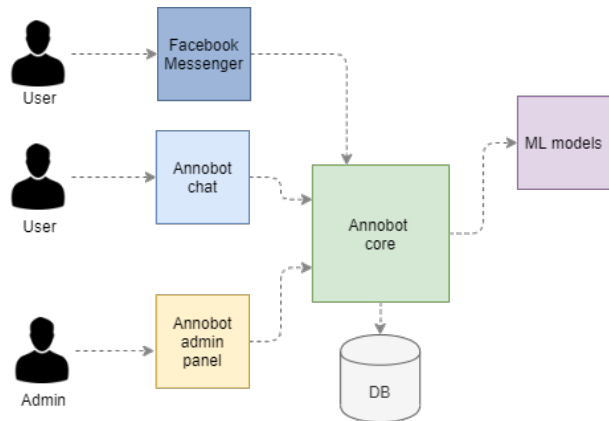 Facebook
Messenger
User
Annobot
chat
User
ML models
Annobot
core
Annobot
admin
panel
Admin
DB